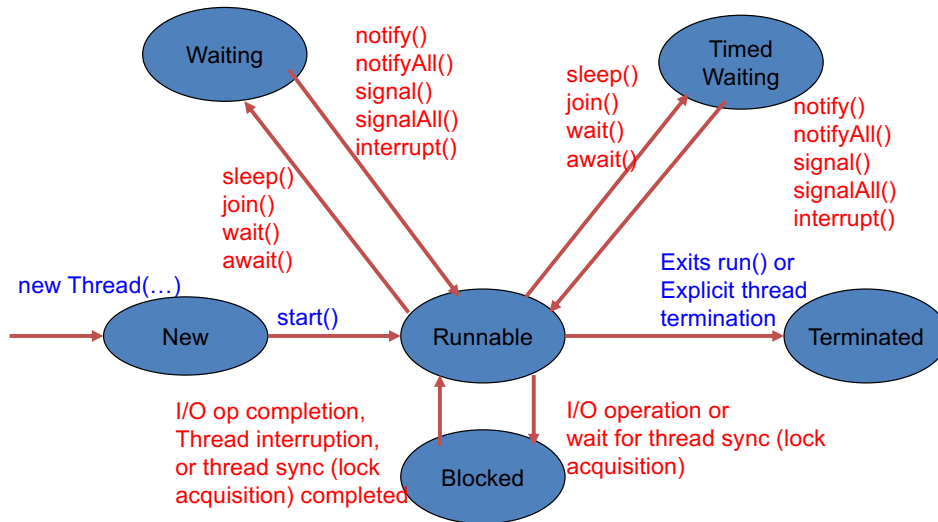 Waiting
notify()
notifyAll()
signal()
signalAll()
interrupt()
sleep()
join()
wait()
await()
Timed
Waiting
sleep()
join()
wait()
await()
notify()
notifyAll()
signal()
signalAll()
interrupt()
new Thread(…)
New
start()
Runnable
Exits run() or
Explicit thread
termination
Terminated
I/O op completion,
Thread interruption,
or thread sync (lock
acquisition) completed
Blocked
I/O operation or
wait for thread sync (lock
acquisition)